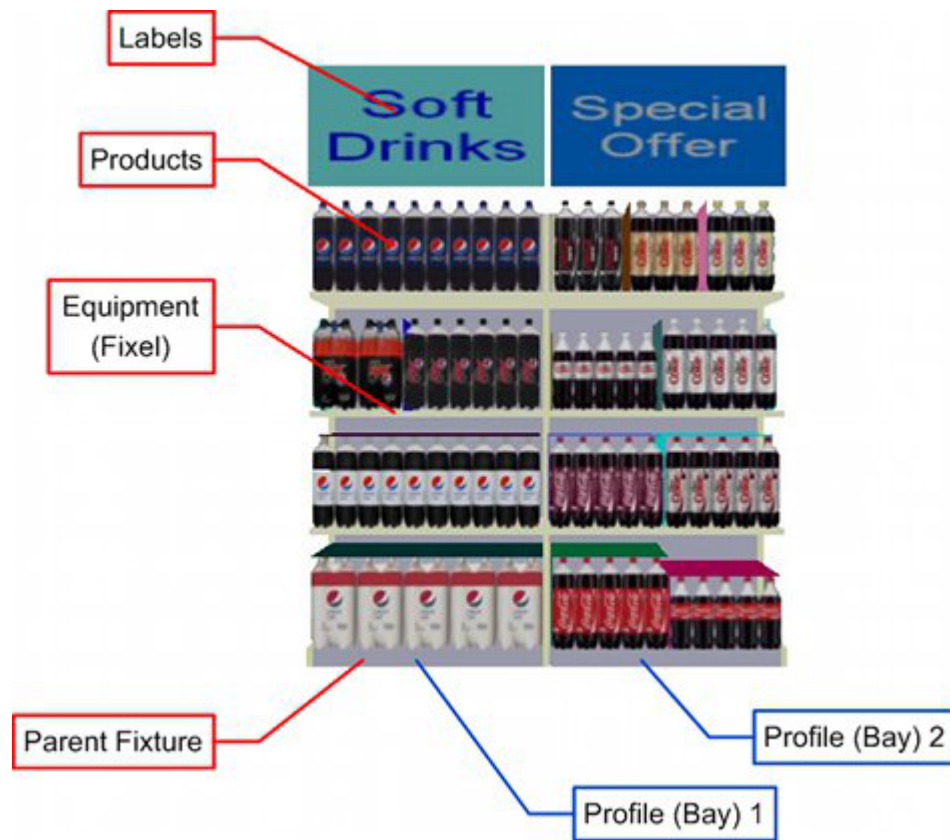 Labels
Soft
Drinks
Special
Offer
Products
Equipment
(Fixel)
Parent Fixture
Profile (Bay) 2
Profile (Bay) 1